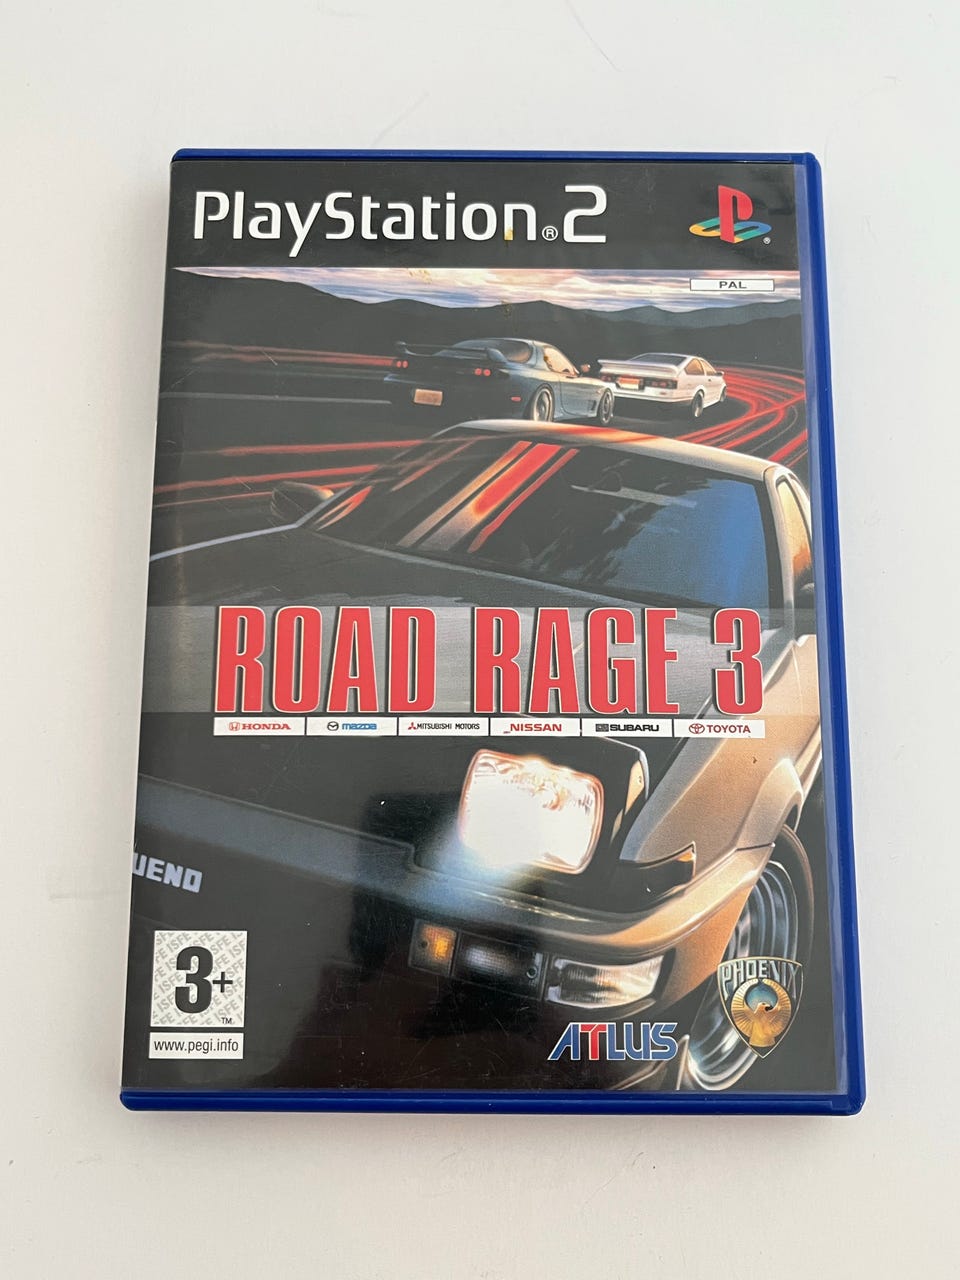 PlayStation®2
®
PAL
ROAD RAGE 3
HONDA mazda MITSUBISHI MOTORS NISSAN SUBARU TOYOTA
UENO
3+
TM
www.pegi.info
ATLUS
PHOENIX